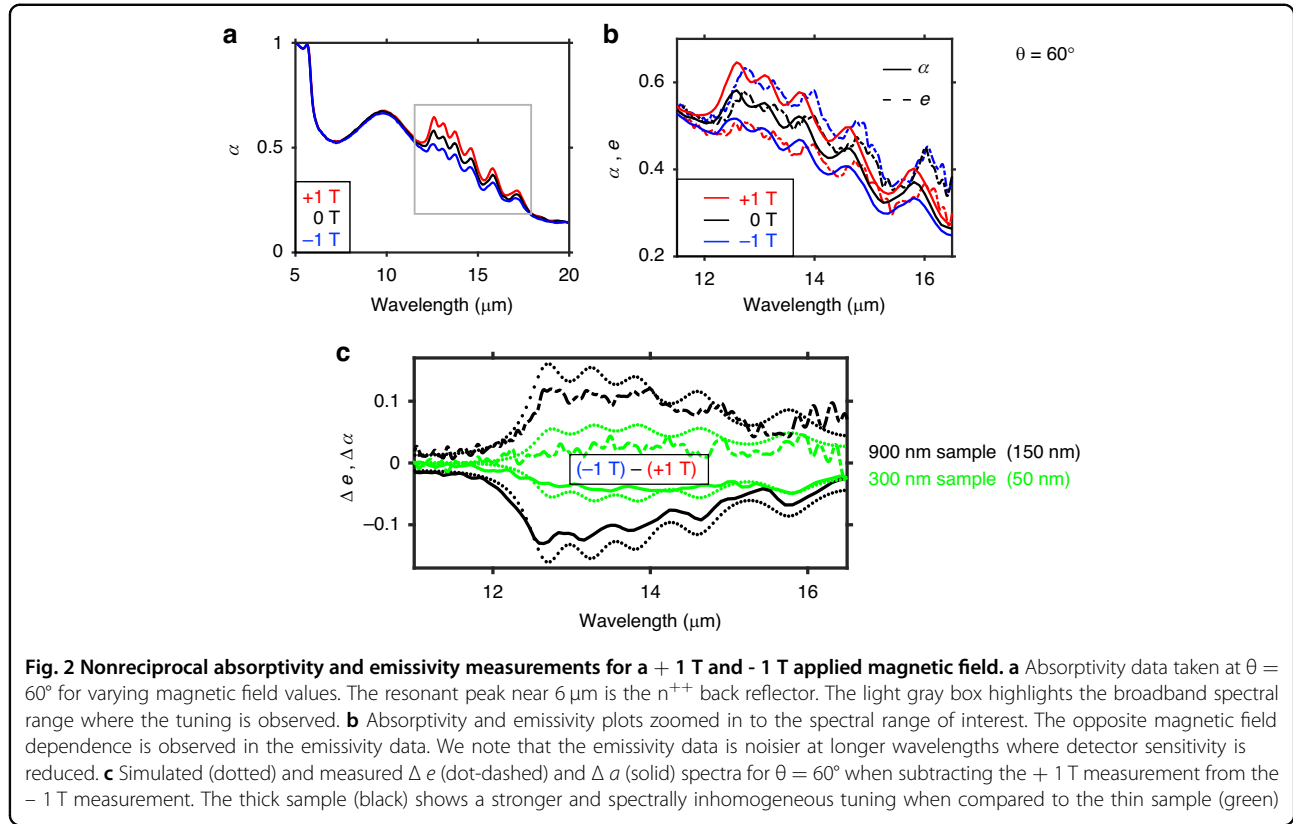 a
1
0.5
0
α
+1 T
0 T
−1 T
5
10
15
20
Wavelength (μm)
b
θ = 60°
0.6
0.4
0.2
α , e
α
e
+1 T
0 T
−1 T
12
14
16
Wavelength (μm)
c
0.1
0
−0.1
Δ e , Δ α
(−1 T) − (+1 T)
900 nm sample (150 nm)
300 nm sample (50 nm)
12
14
16
Wavelength (μm)
Fig. 2 Nonreciprocal absorptivity and emissivity measurements for a + 1 T and - 1 T applied magnetic field. a Absorptivity data taken at θ =
60° for varying magnetic field values. The resonant peak near 6 μm is the n⁺⁺ back reflector. The light gray box highlights the broadband spectral
range where the tuning is observed. b Absorptivity and emissivity plots zoomed in to the spectral range of interest. The opposite magnetic field
dependence is observed in the emissivity data. We note that the emissivity data is noisier at longer wavelengths where detector sensitivity is
reduced. c Simulated (dotted) and measured Δ e (dot-dashed) and Δ a (solid) spectra for θ = 60° when subtracting the + 1 T measurement from the
– 1 T measurement. The thick sample (black) shows a stronger and spectrally inhomogeneous tuning when compared to the thin sample (green)